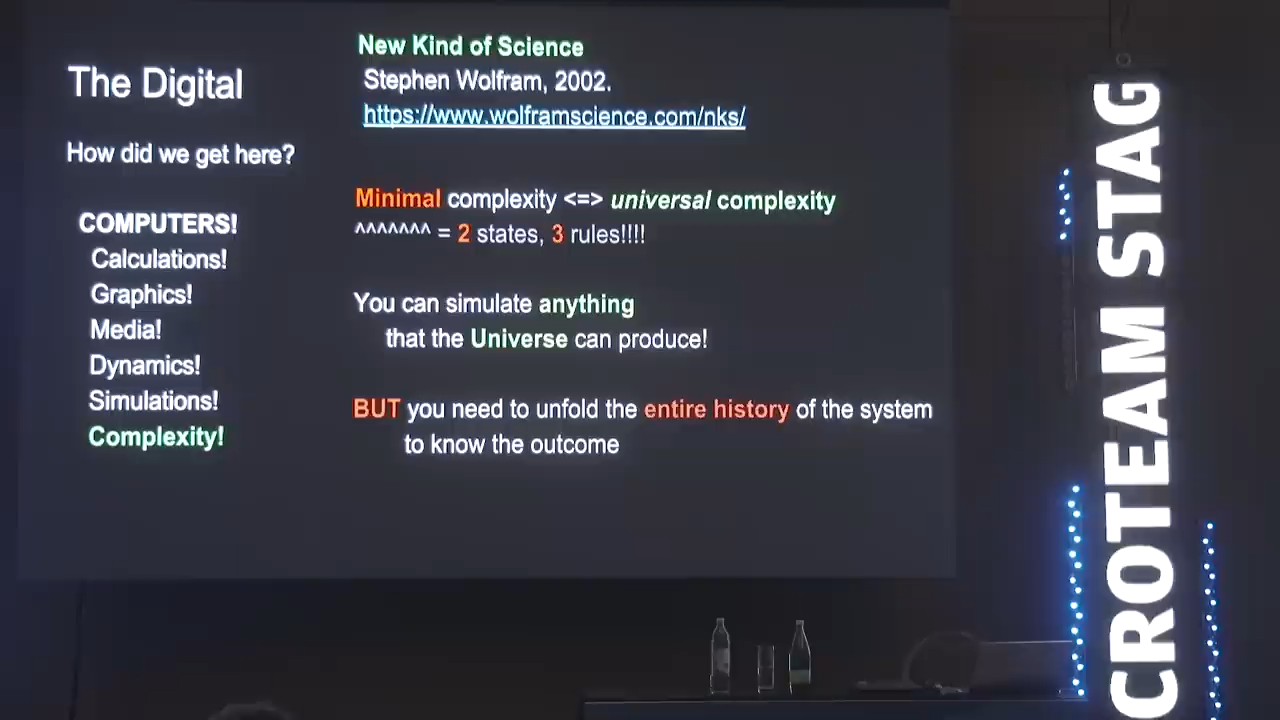 The Digital
How did we get here?
COMPUTERS!
Calculations!
Graphics!
Media!
Dynamics!
Simulations!
Complexity!
New Kind of Science
Stephen Wolfram, 2002.
https://www.wolframscience.com/nks/
Minimal complexity <=> universal complexity
^^^^^^^ = 2 states, 3 rules!!!!
You can simulate anything
that the Universe can produce!
BUT you need to unfold the entire history of the system
to know the outcome
CROTEAM STAG